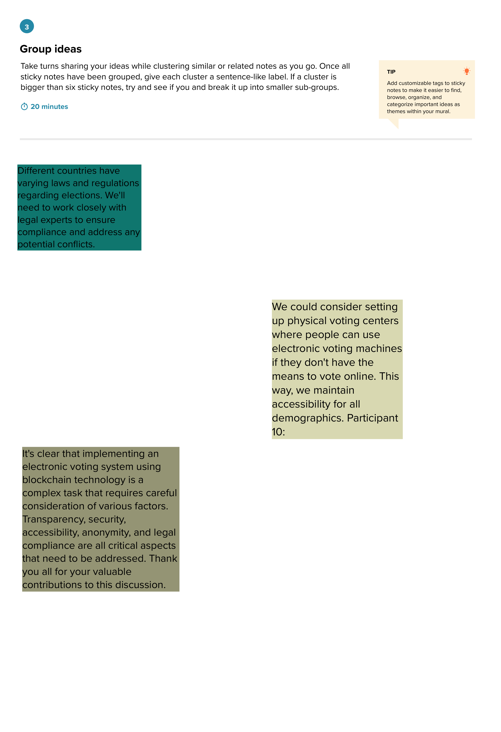 3
Group ideas
Take turns sharing your ideas while clustering similar or related notes as you go. Once all
sticky notes have been grouped, give each cluster a sentence-like label. If a cluster is
bigger than six sticky notes, try and see if you and break it up into smaller sub-groups.
20 minutes
TIP
Add customizable tags to sticky
notes to make it easier to find,
browse, organize, and
categorize important ideas as
themes within your mural.
Different countries have
varying laws and regulations
regarding elections. We'll
need to work closely with
legal experts to ensure
compliance and address any
potential conflicts.
We could consider setting
up physical voting centers
where people can use
electronic voting machines
if they don't have the
means to vote online. This
way, we maintain
accessibility for all
demographics. Participant
10:
It's clear that implementing an
electronic voting system using
blockchain technology is a
complex task that requires careful
consideration of various factors.
Transparency, security,
accessibility, anonymity, and legal
compliance are all critical aspects
that need to be addressed. Thank
you all for your valuable
contributions to this discussion.